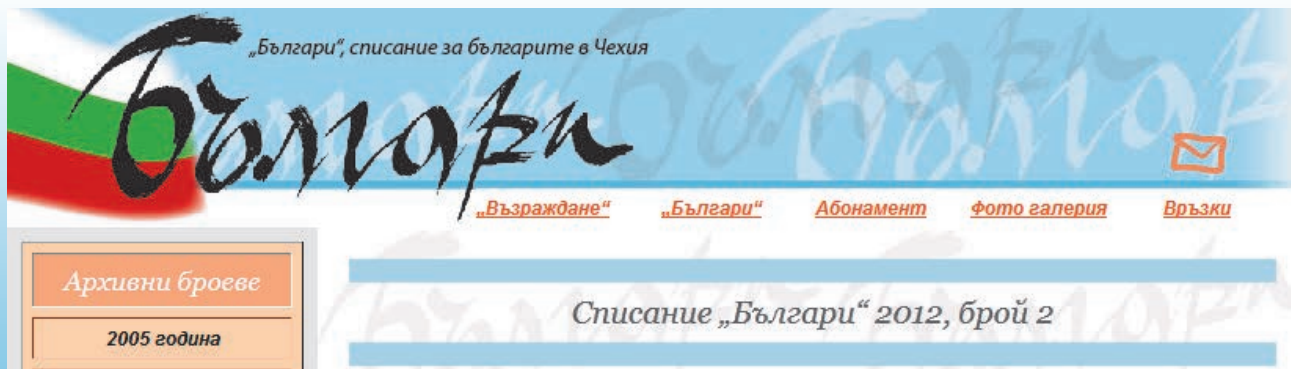 „Българи“, списание за българите в Чехия
българи
„Възраждане“ „Българи“ Абонамент Фото галерия Връзки
Архивни броеве
Списание „Българи“ 2012, брой 2
2005 година